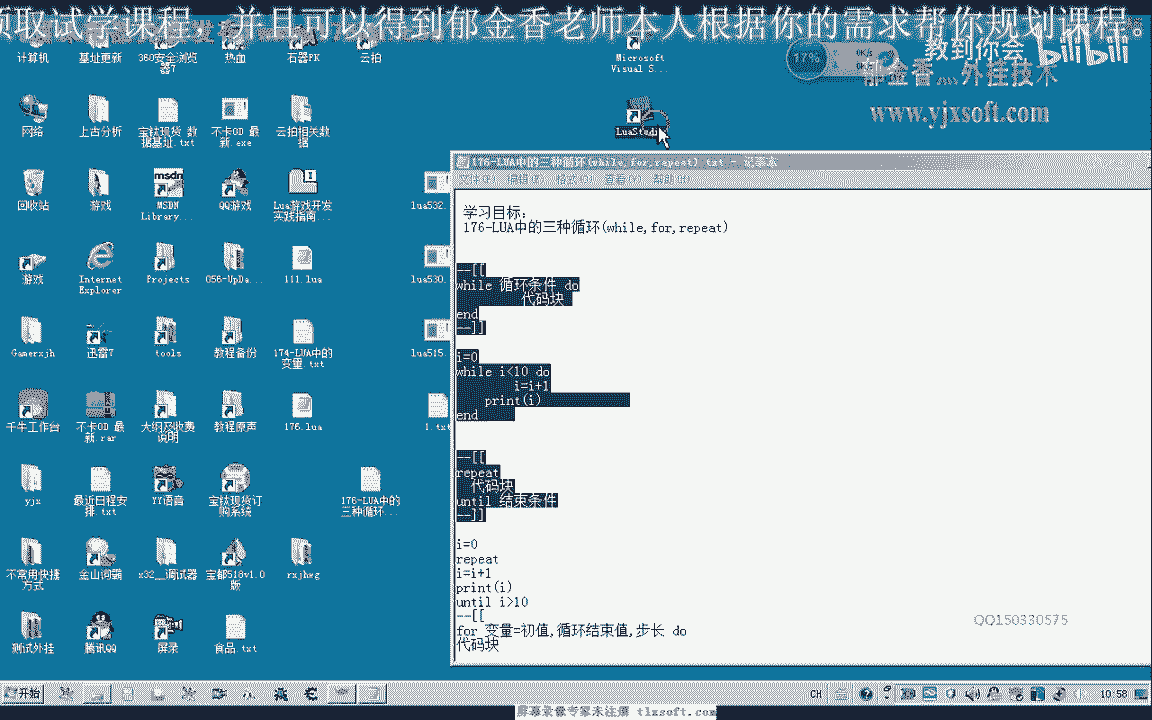 领取试学课程，并且可以得到郁金香老师本人根据你的需求帮你规划课程。
教到你会 bilibili
郁金香灬外挂技术
www.yjxsoft.com
计算机
基址更新
360安全浏览器7
热血
石器PK
云拍
Microsoft Visual S...
网络
上古分析
宝钛现货 数据基址.txt
不卡OD 最新.exe
云拍相关数据
LuaStudi
回收站
游戏
MSDN Library...
QQ游戏
Lua游戏开发实践指南...
lua532.
游戏
Internet Explorer
Projects
056-UpDa...
111.lua
lua530.
Gamerxjh
迅雷7
tools
教程备份
174-LUA中的变量.txt
lua515.
千牛工作台
不卡OD 最新.rar
大纲及收费说明
教程原声
176.lua
1.txt
yjx
最近日程安排.txt
YY语音
宝钛现货订购系统
176-LUA中的三种循环...
不常用快捷方式
金山词霸
x32__调试器
宝都518v1.0版
rxjhwg
测试外挂
腾讯QQ
屏录
食品.txt
176-LUA中的三种循环(while,for,repeat).txt - 记事本
文件(F) 编辑(E) 格式(O) 查看(V) 帮助(H)
学习目标：
176-LUA中的三种循环(while,for,repeat)
--[[
while 循环条件 do
代码块
end
--]]
i=0
while i<10 do
i=i+1
print(i)
end
--[[
repeat
代码块
until 结束条件
--]]
i=0
repeat
i=i+1
print(i)
until i>10
--[[
for 变量=初值,循环结束值,步长 do
代码块
QQ150330575
开始
CH
10:58
屏幕录像专家未注册 tlxsoft.com